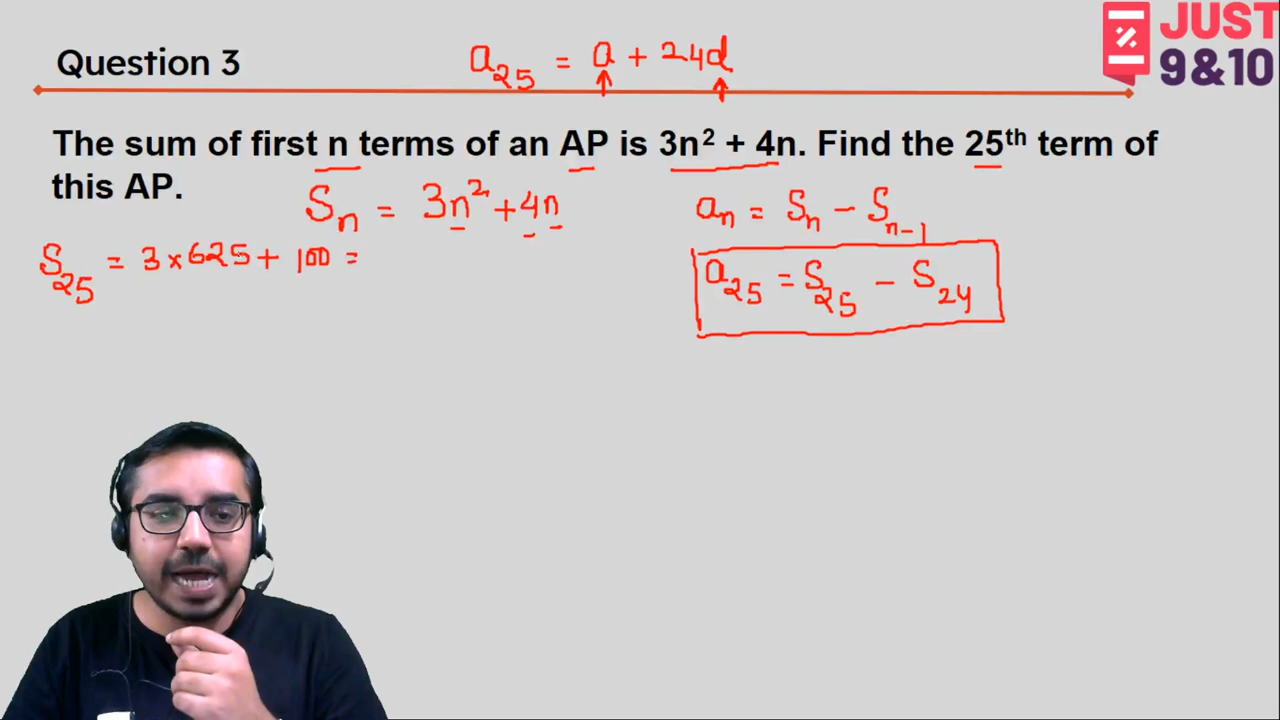 Question 3
a₂₅ = a + 24d
JUST
9&10
The sum of first n terms of an AP is 3n² + 4n. Find the 25th term of
this AP.
Sₙ = 3n² + 4n
aₙ = Sₙ - Sₙ₋₁
S₂₅ = 3 × 625 + 100 =
a₂₅ = S₂₅ - S₂₄